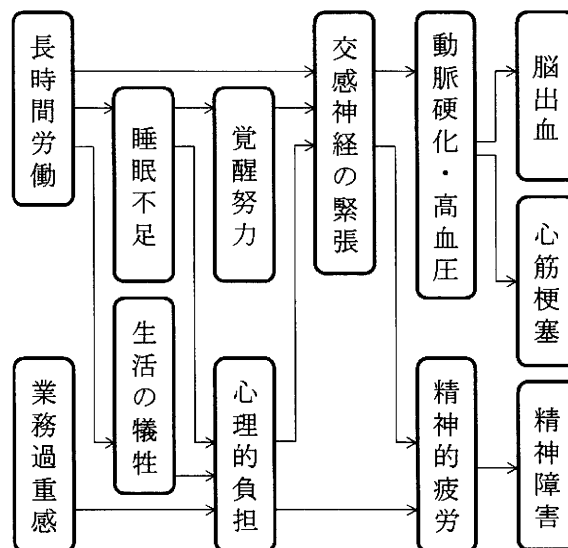 長時間労働
睡眠不足
覚醒努力
交感神経の緊張
動脈硬化・高血圧
脳出血
心筋梗塞
業務過重感
生活の犠牲
心理的負担
精神的疲労
精神障害